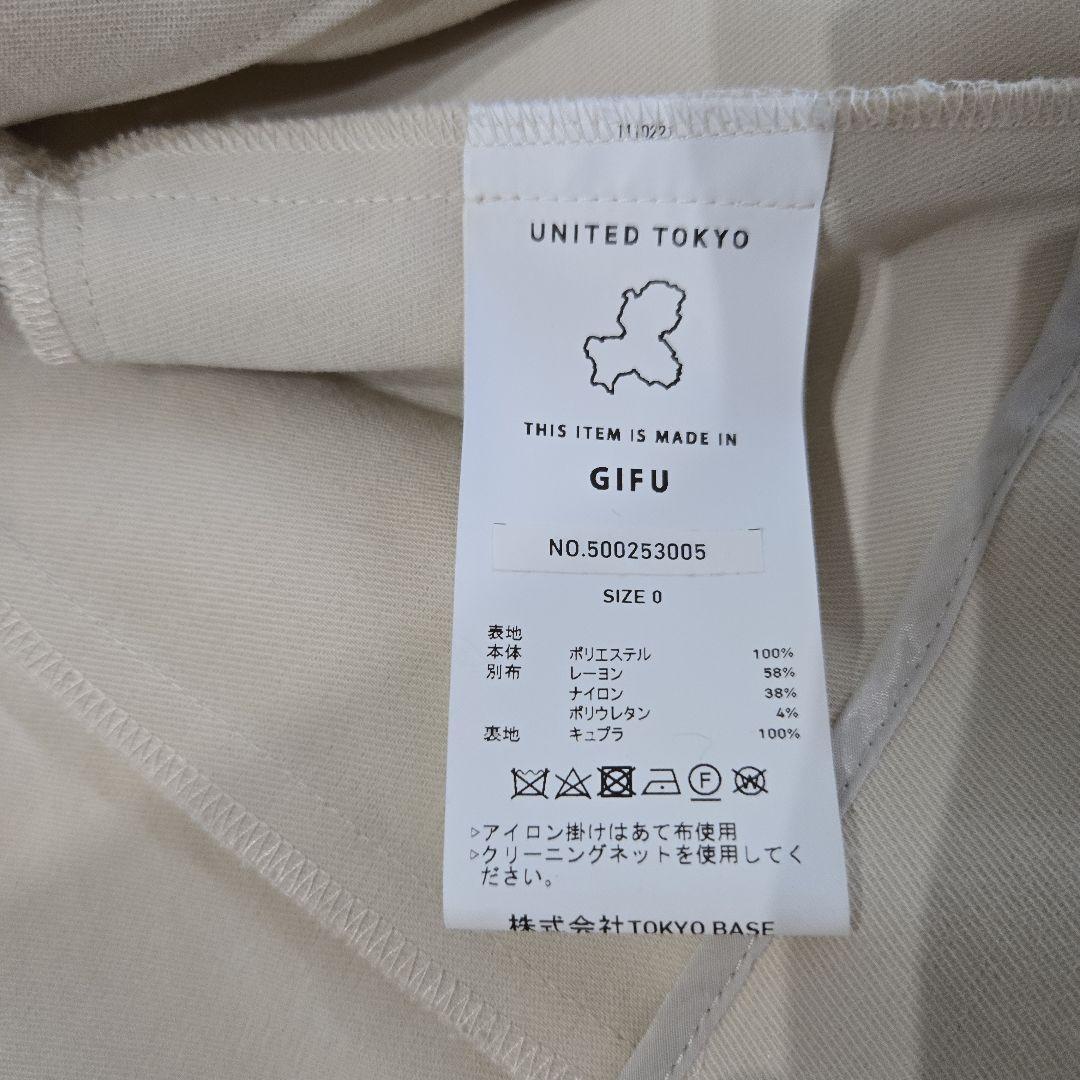 UNITED TOKYO
THIS ITEM IS MADE IN
GIFU
NO.500253005
SIZE 0
表地
本体 ポリエステル 100%
別布 レーヨン 58%
ナイロン 38%
ポリウレタン 4%
裏地 キュプラ 100%
F W
▷アイロン掛けはあて布使用
▷クリーニングネットを使用してく
ださい。
株式会社TOKYO BASE